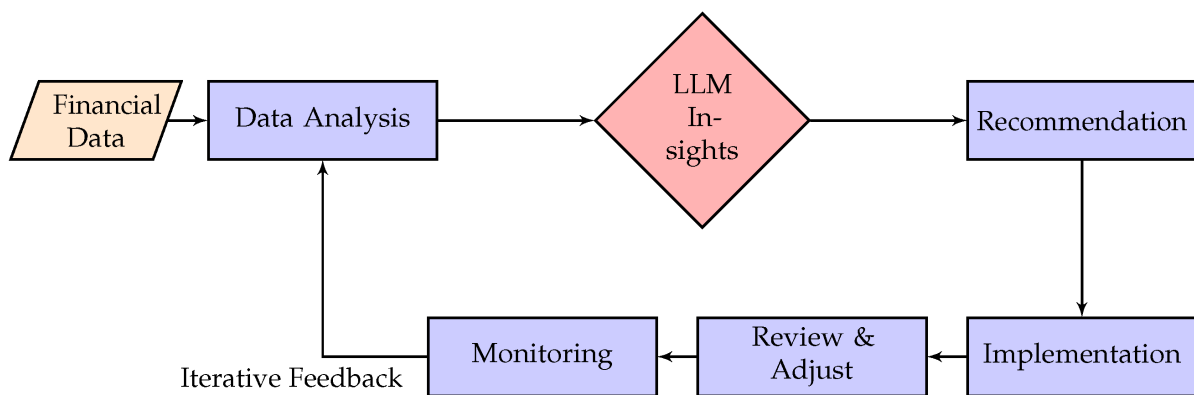 Financial
Data
Data Analysis
LLM
In-
sights
Recommendation
Implementation
Review &
Adjust
Monitoring
Iterative Feedback